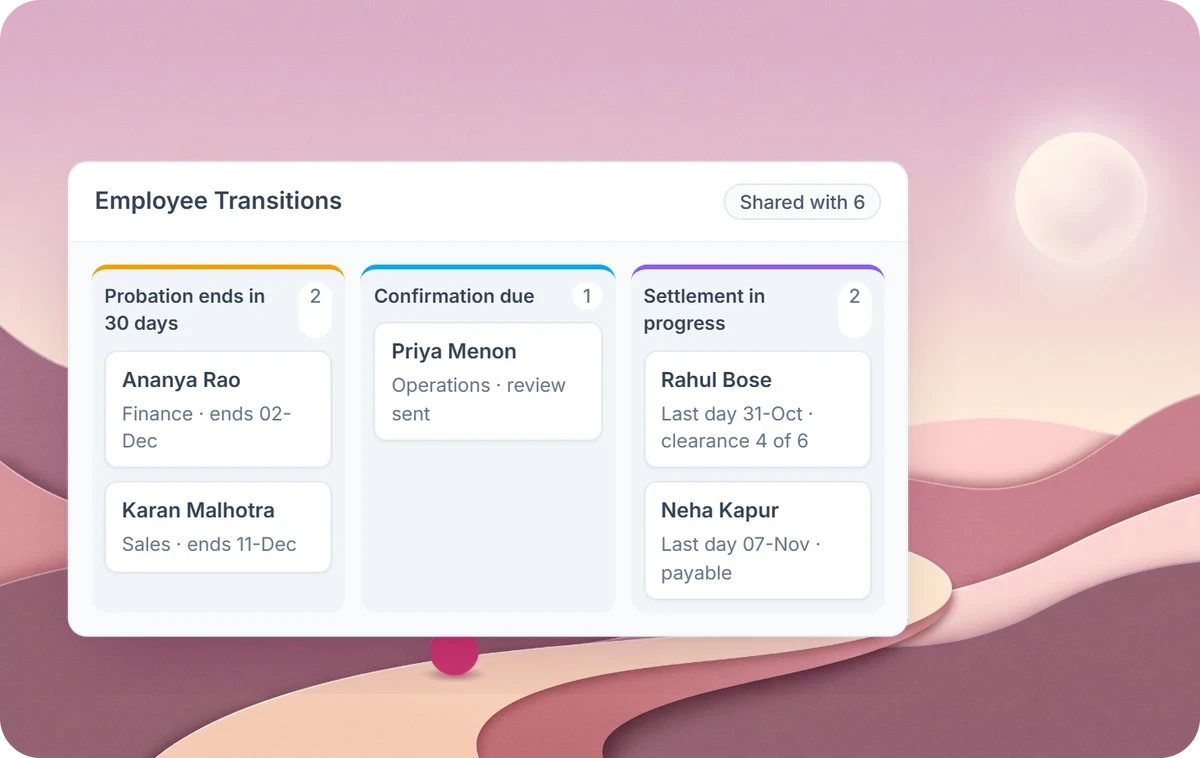 Employee Transitions
Shared with 6
Probation ends in
30 days
2
Ananya Rao
Finance · ends 02-
Dec
Karan Malhotra
Sales · ends 11-Dec
Confirmation due
1
Priya Menon
Operations · review
sent
Settlement in
progress
2
Rahul Bose
Last day 31-Oct ·
clearance 4 of 6
Neha Kapur
Last day 07-Nov ·
payable